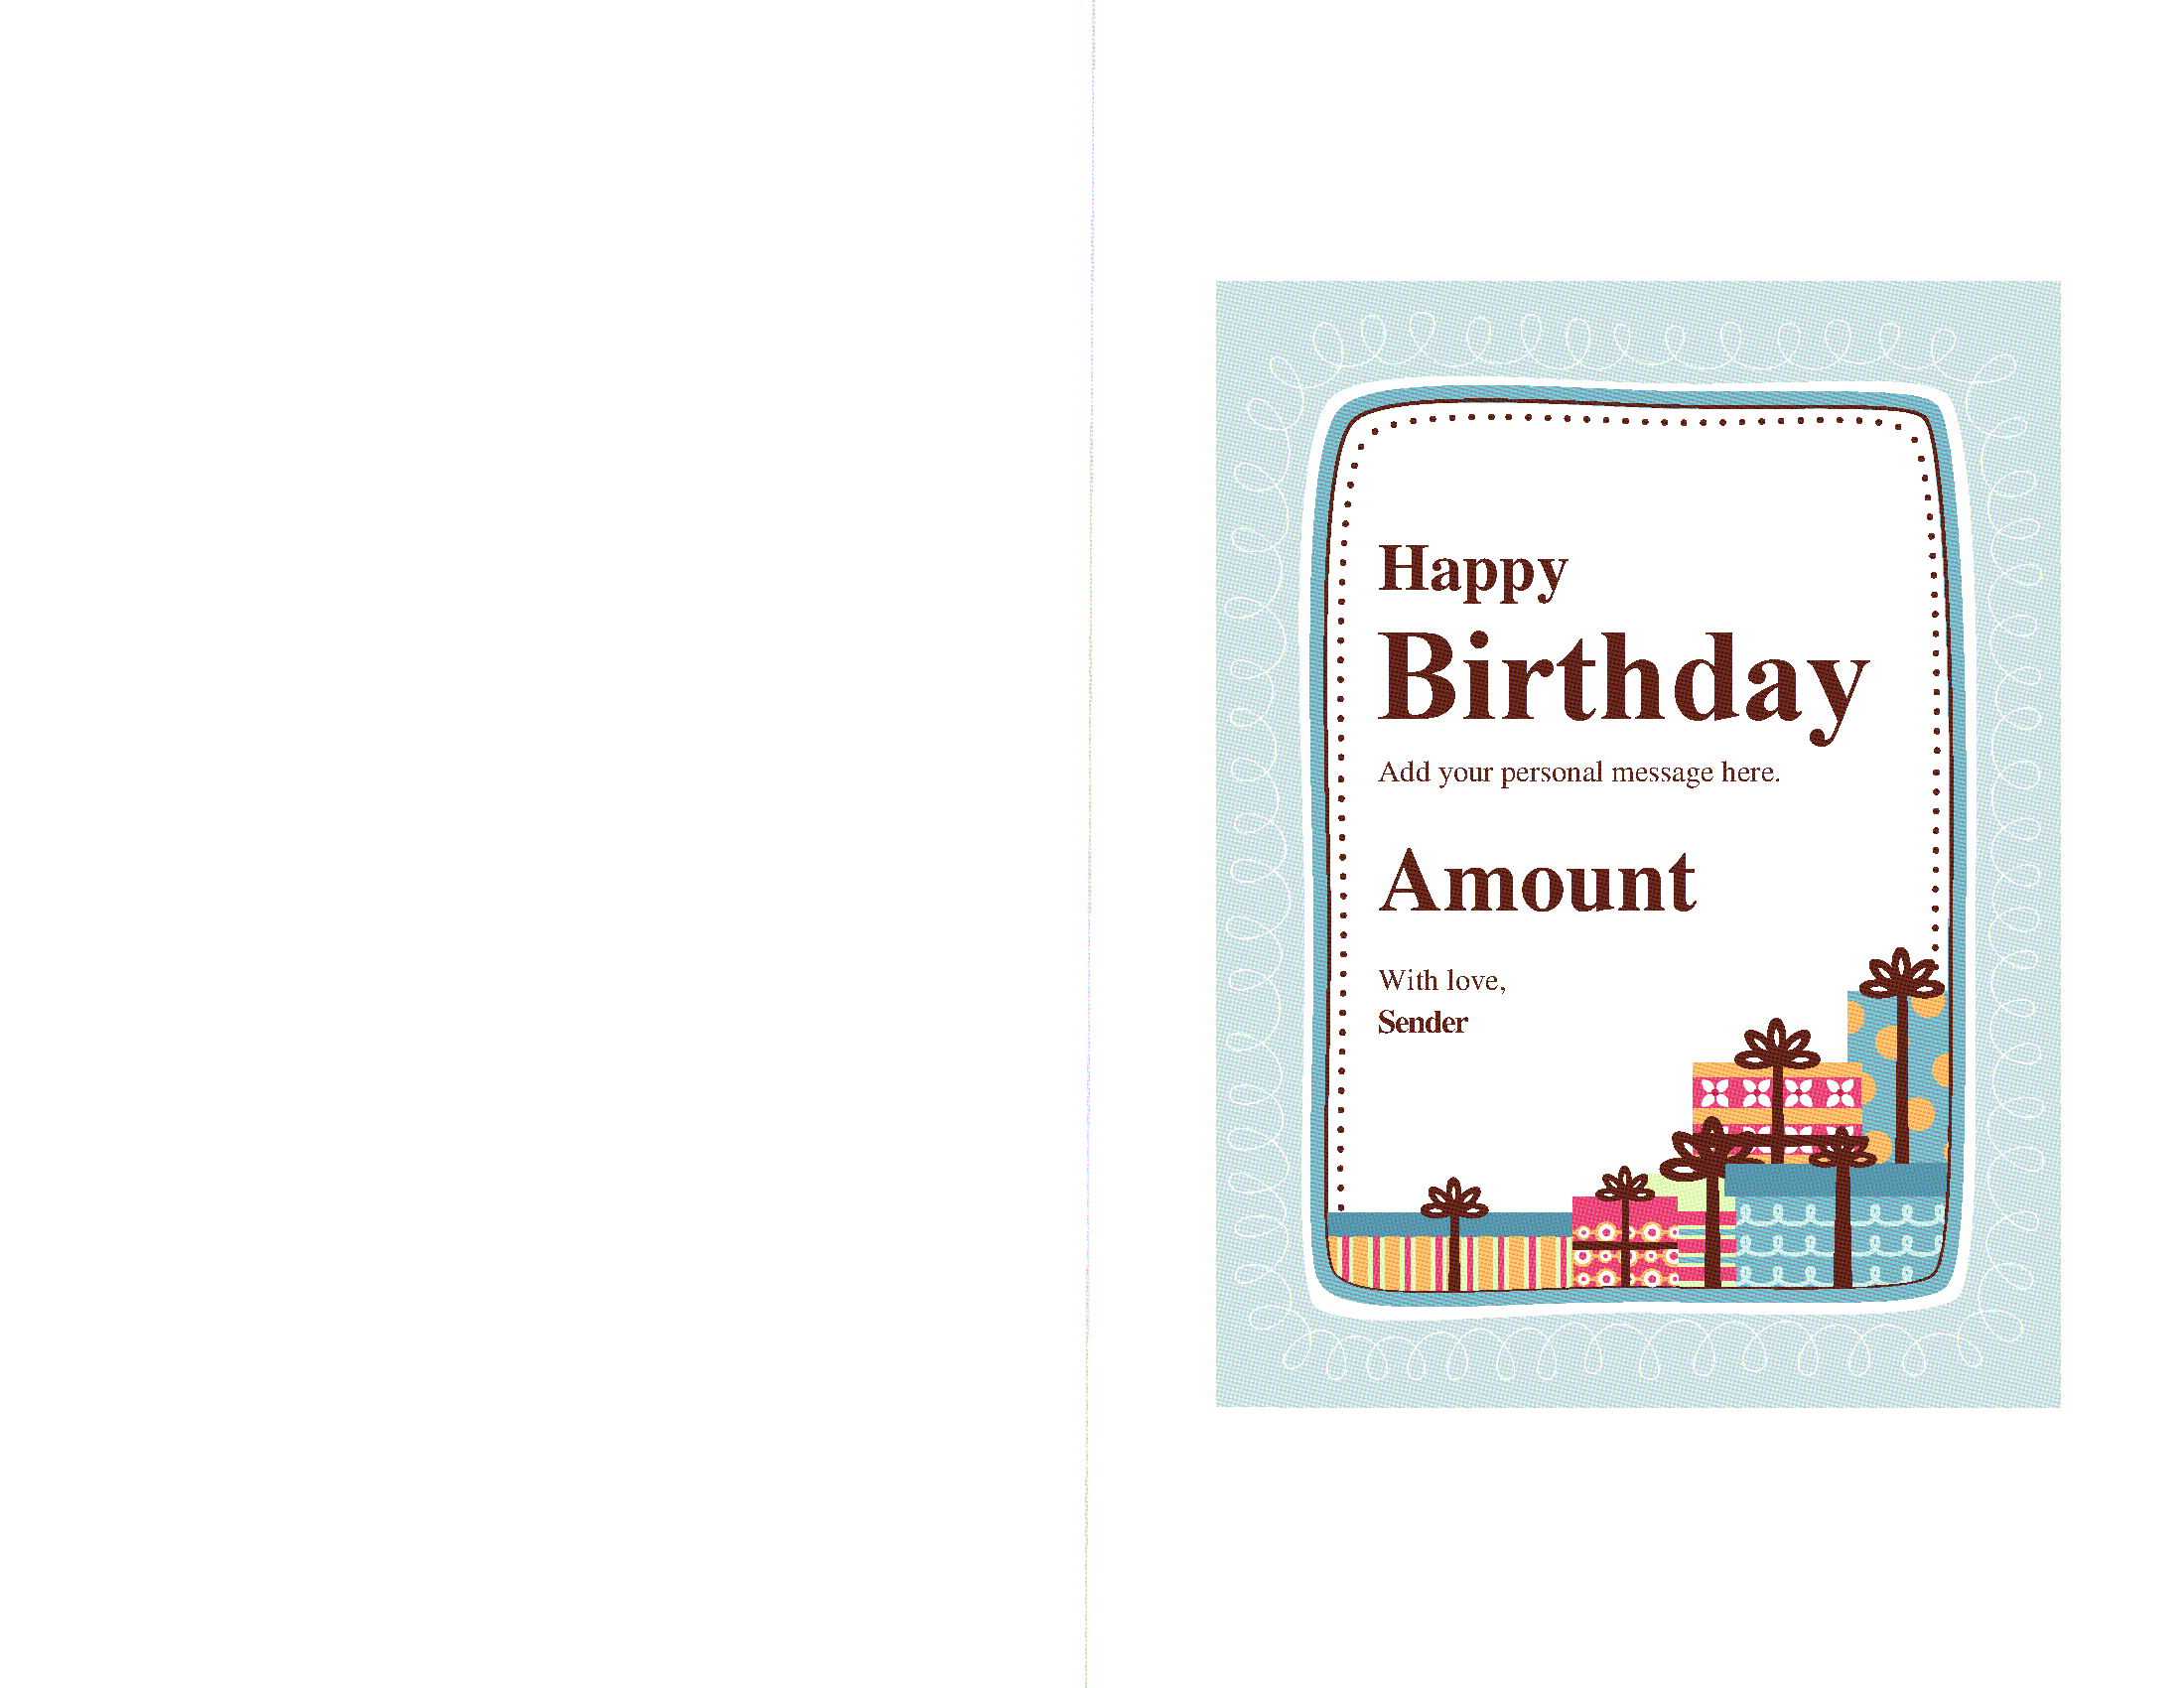 Happy
Birthday
Add your personal message here.
Amount
With love,
Sender